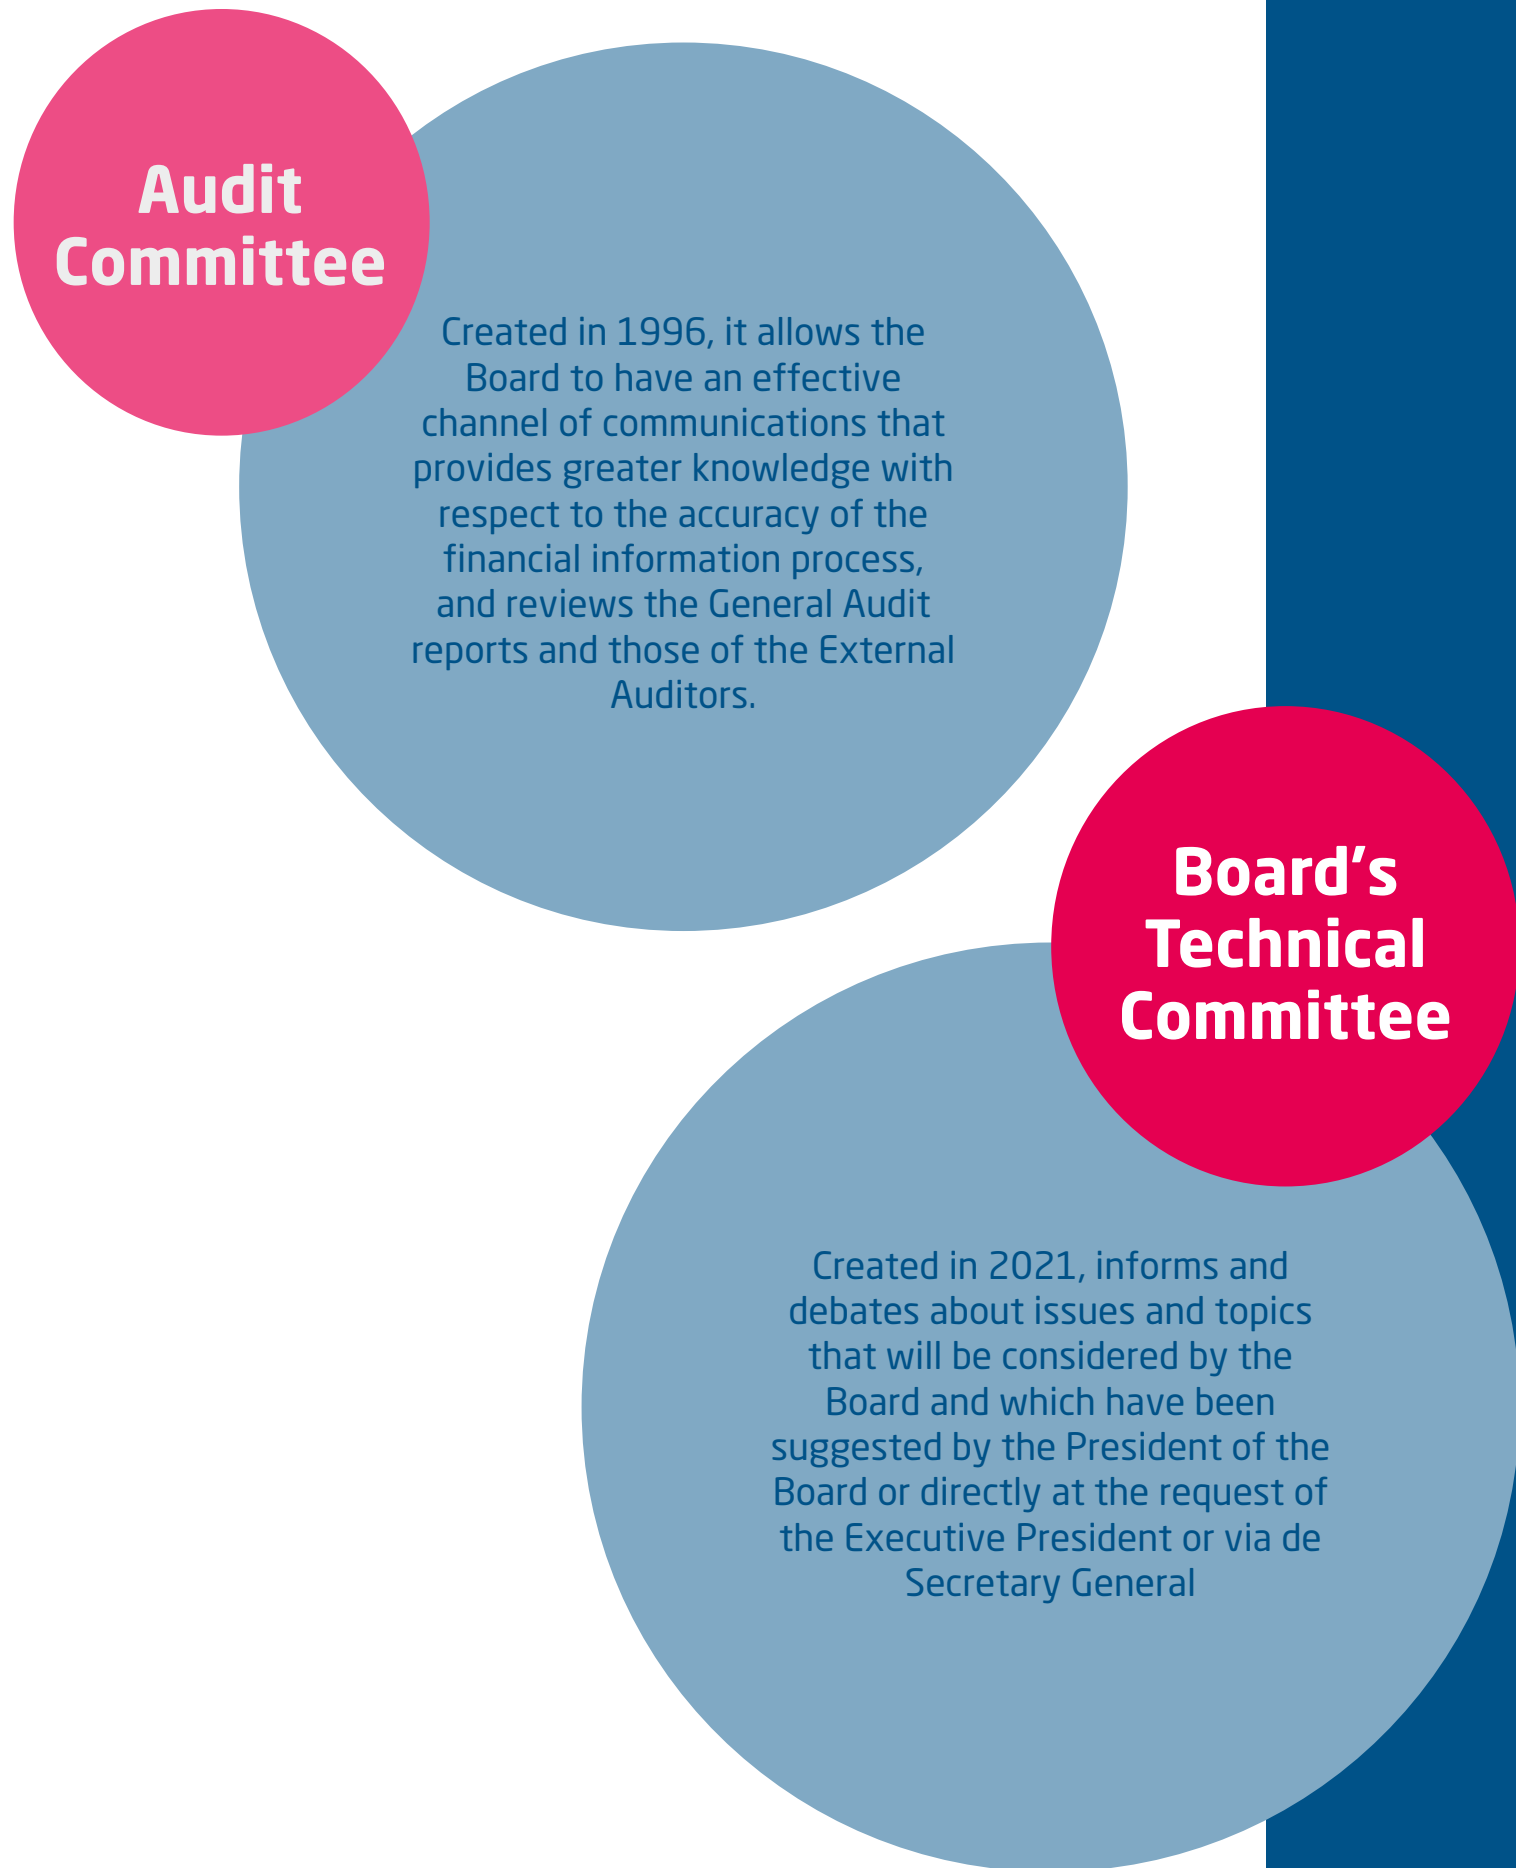 Audit
Committee
Created in 1996, it allows the
Board to have an effective
channel of communications that
provides greater knowledge with
respect to the accuracy of the
financial information process,
and reviews the General Audit
reports and those of the External
Auditors.
Board’s
Technical
Committee
Created in 2021, informs and
debates about issues and topics
that will be considered by the
Board and which have been
suggested by the President of the
Board or directly at the request of
the Executive President or via de
Secretary General